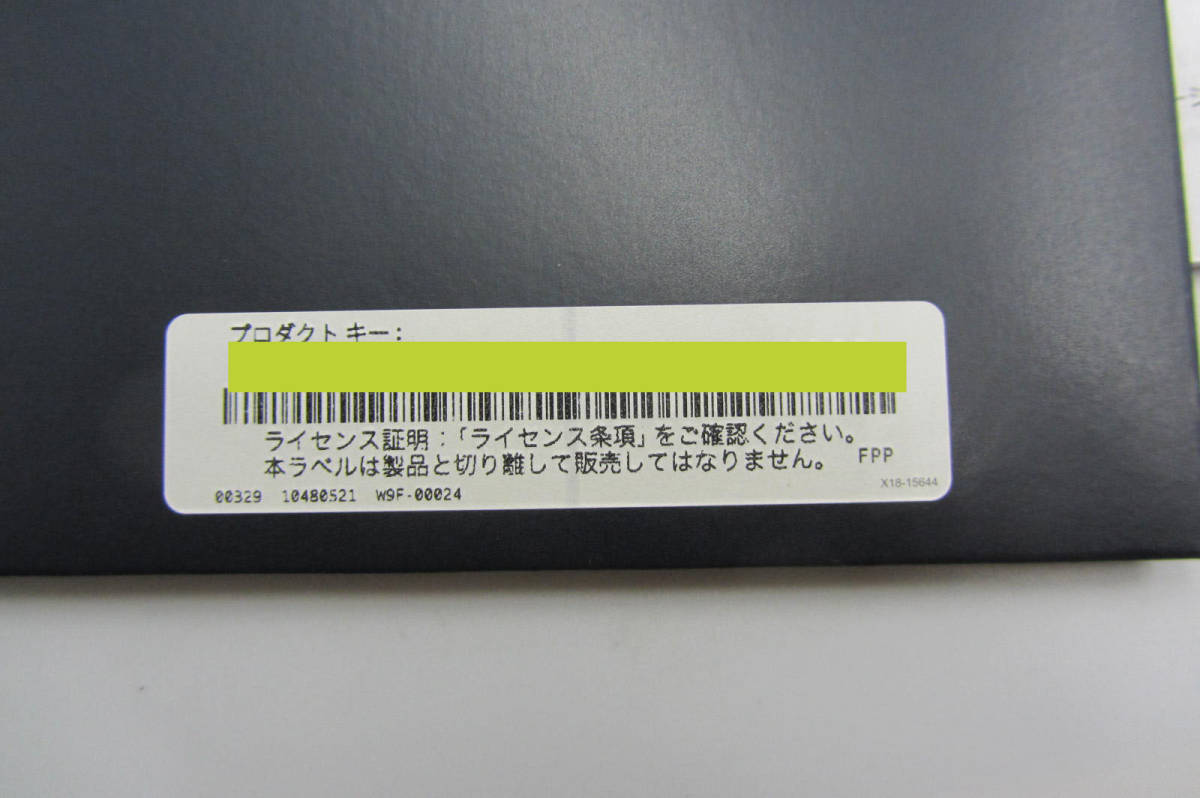 プロダクト キー:
ライセンス証明:「ライセンス条項」をご確認ください。
本ラベルは製品と切り離して販売してはなりません。 FPP
00329 10480521 W9F-00024 X18-15644